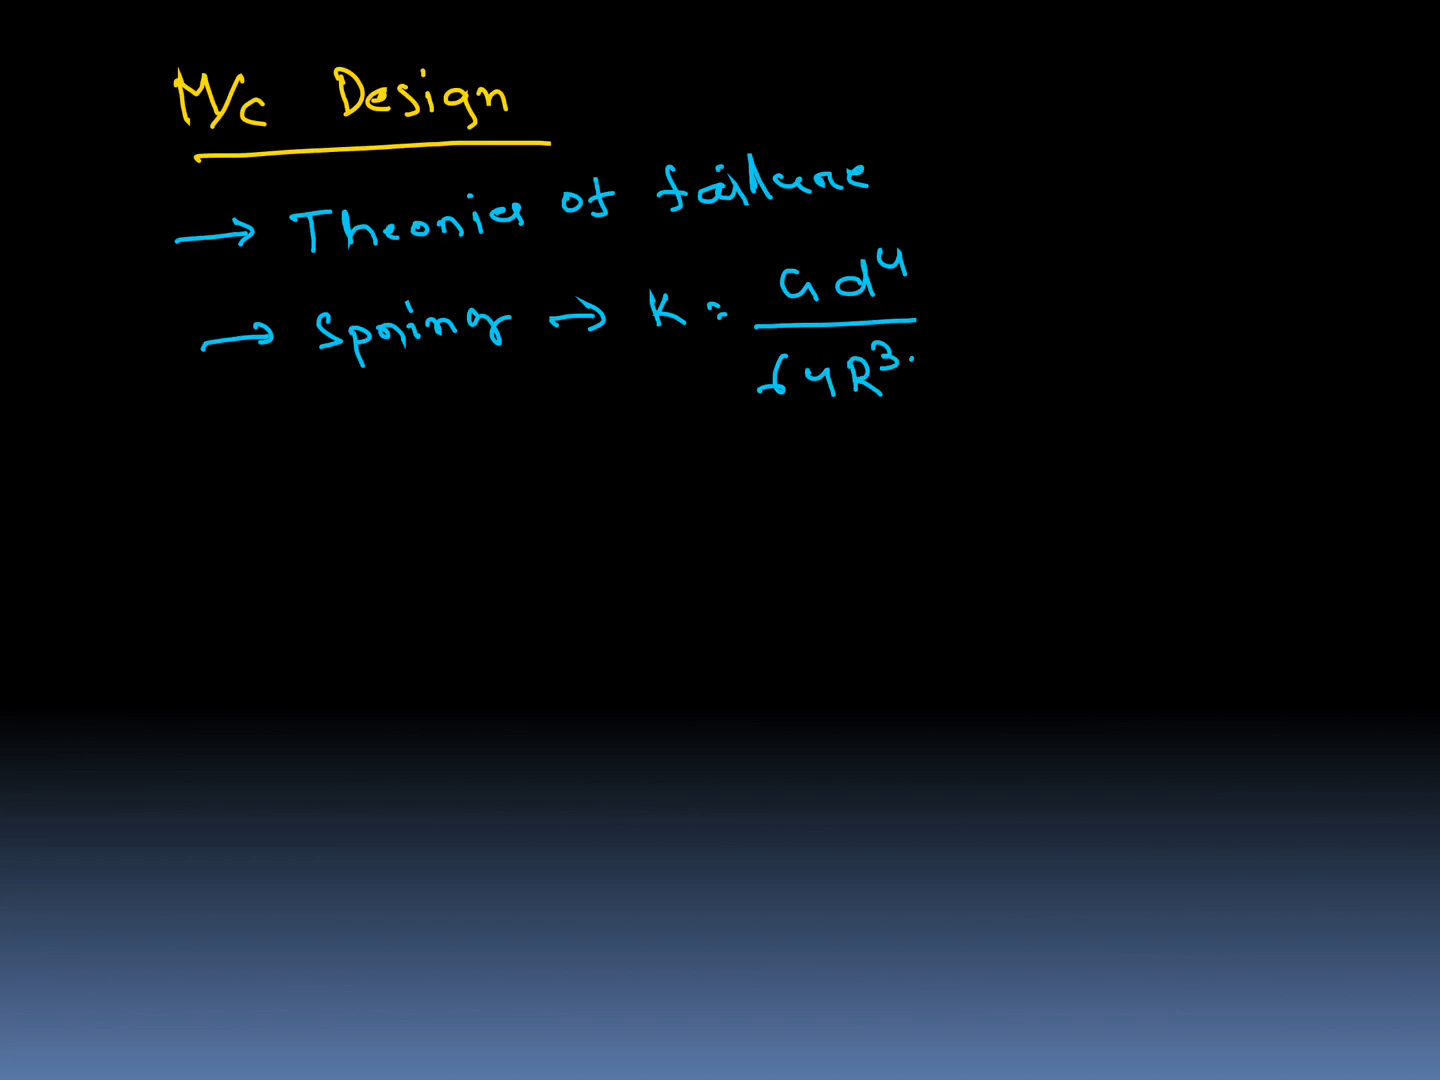 M/C Design
→ Theories of failure
→ Spring → K = Gd⁴ / 64R³.